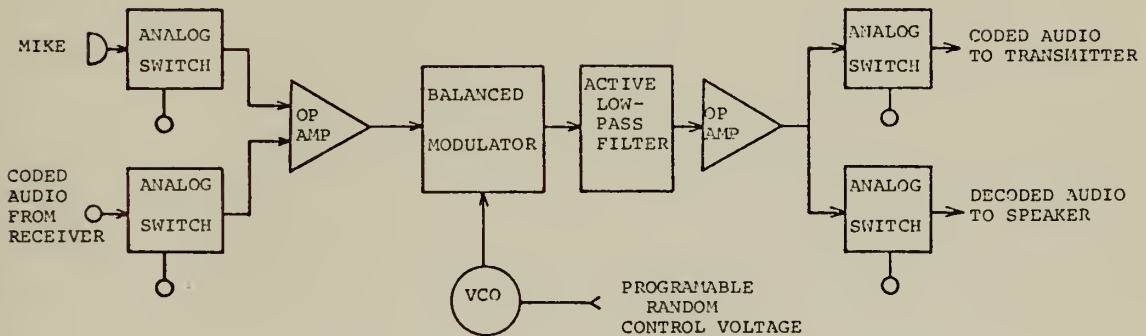 MIKE
ANALOG
SWITCH
CODED
AUDIO
FROM
RECEIVER
ANALOG
SWITCH
OP
AMP
BALANCED
MODULATOR
VCO
PROGRAMABLE
RANDOM
CONTROL VOLTAGE
ACTIVE
LOW-
PASS
FILTER
OP
AMP
ANALOG
SWITCH
CODED AUDIO
TO TRANSMITTER
ANALOG
SWITCH
DECODED AUDIO
TO SPEAKER